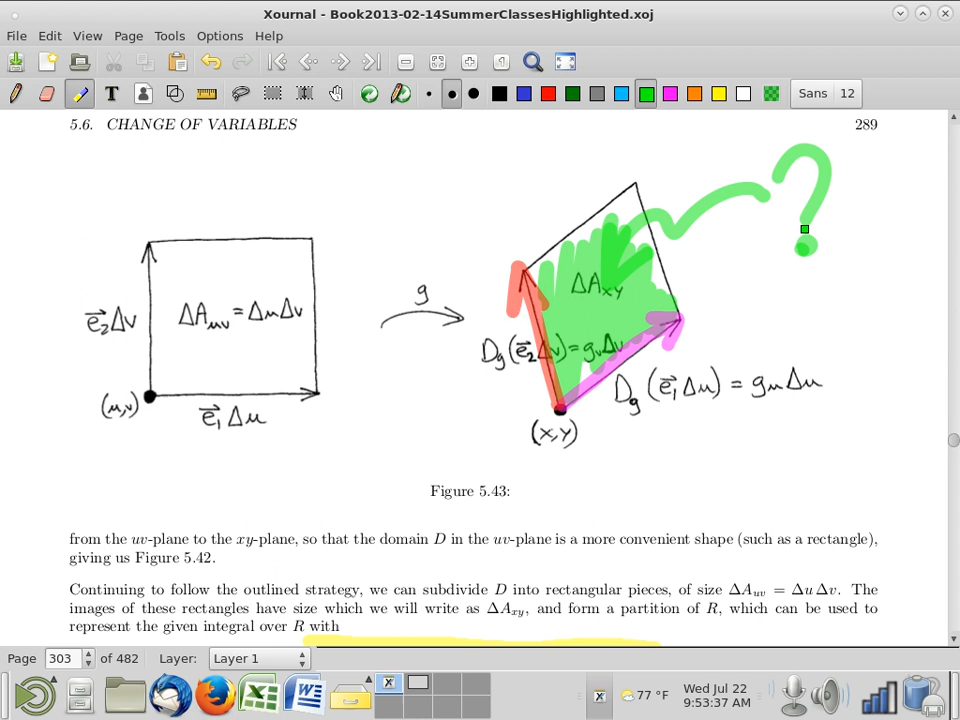 Xournal - Book2013-02-14SummerClassesHighlighted.xoj
File Edit View Page Tools Options Help
Sans 12
5.6. CHANGE OF VARIABLES 289
?
g
ΔA_xy
e⃗₂Δv
ΔA_uv = ΔuΔv
D_g(e⃗₂Δv) = g_vΔv
(u,v)
e⃗₁Δu
D_g(e⃗₁Δu) = g_uΔu
(x,y)
Figure 5.43:
from the uv-plane to the xy-plane, so that the domain D in the uv-plane is a more convenient shape (such as a rectangle),
giving us Figure 5.42.
Continuing to follow the outlined strategy, we can subdivide D into rectangular pieces, of size ΔA_uv = Δu Δv. The
images of these rectangles have size which we will write as ΔA_xy, and form a partition of R, which can be used to
represent the given integral over R with
Page 303 of 482 Layer: Layer 1
77 °F
Wed Jul 22
9:53:37 AM